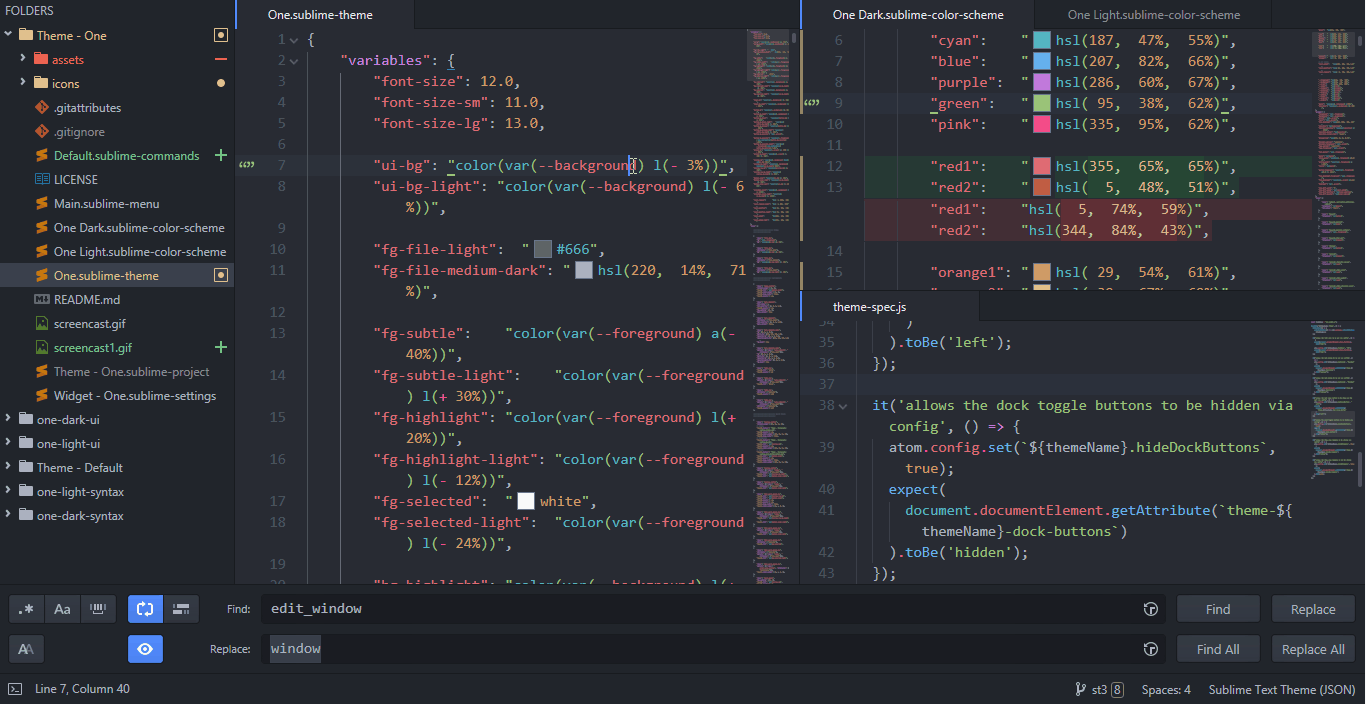 FOLDERS
Theme - One
assets
icons
.gitattributes
.gitignore
Default.sublime-commands
LICENSE
Main.sublime-menu
One Dark.sublime-color-scheme
One Light.sublime-color-scheme
One.sublime-theme
README.md
screencast.gif
screencast1.gif
Theme - One.sublime-project
Widget - One.sublime-settings
one-dark-ui
one-light-ui
Theme - Default
one-light-syntax
one-dark-syntax
One.sublime-theme
1 {
2 "variables": {
3 "font-size": 12.0,
4 "font-size-sm": 11.0,
5 "font-size-lg": 13.0,
6
7 "ui-bg": "color(var(--background) l(- 3%))",
8 "ui-bg-light": "color(var(--background) l(- 6
%))",
9
10 "fg-file-light": "#666",
11 "fg-file-medium-dark": "hsl(220, 14%, 71
%)",
12
13 "fg-subtle": "color(var(--foreground) a(-
40%))",
14 "fg-subtle-light": "color(var(--foreground
) l(+ 30%))",
15 "fg-highlight": "color(var(--foreground) l(+
20%))",
16 "fg-highlight-light": "color(var(--foreground
) l(- 12%))",
17 "fg-selected": "white",
18 "fg-selected-light": "color(var(--foreground
) l(- 24%))",
19
One Dark.sublime-color-scheme One Light.sublime-color-scheme
6 "cyan": "hsl(187, 47%, 55%)",
7 "blue": "hsl(207, 82%, 66%)",
8 "purple": "hsl(286, 60%, 67%)",
9 "green": "hsl( 95, 38%, 62%)",
10 "pink": "hsl(335, 95%, 62%)",
11
12 "red1": "hsl(355, 65%, 65%)",
13 "red2": "hsl( 5, 48%, 51%)",
"red1": "hsl( 5, 74%, 59%)",
"red2": "hsl(344, 84%, 43%)",
14
15 "orange1": "hsl( 29, 54%, 61%)",
theme-spec.js
34 )
35 ).toBe('left');
36 });
37
38 it('allows the dock toggle buttons to be hidden via
config', () => {
39 atom.config.set(`${themeName}.hideDockButtons`,
true);
40 expect(
41 document.documentElement.getAttribute(`theme-${
themeName}-dock-buttons`)
42 ).toBe('hidden');
43 });
.* Aa Find: edit_window Find Replace
AA Replace: window Find All Replace All
Line 7, Column 40 st3 8 Spaces: 4 Sublime Text Theme (JSON)